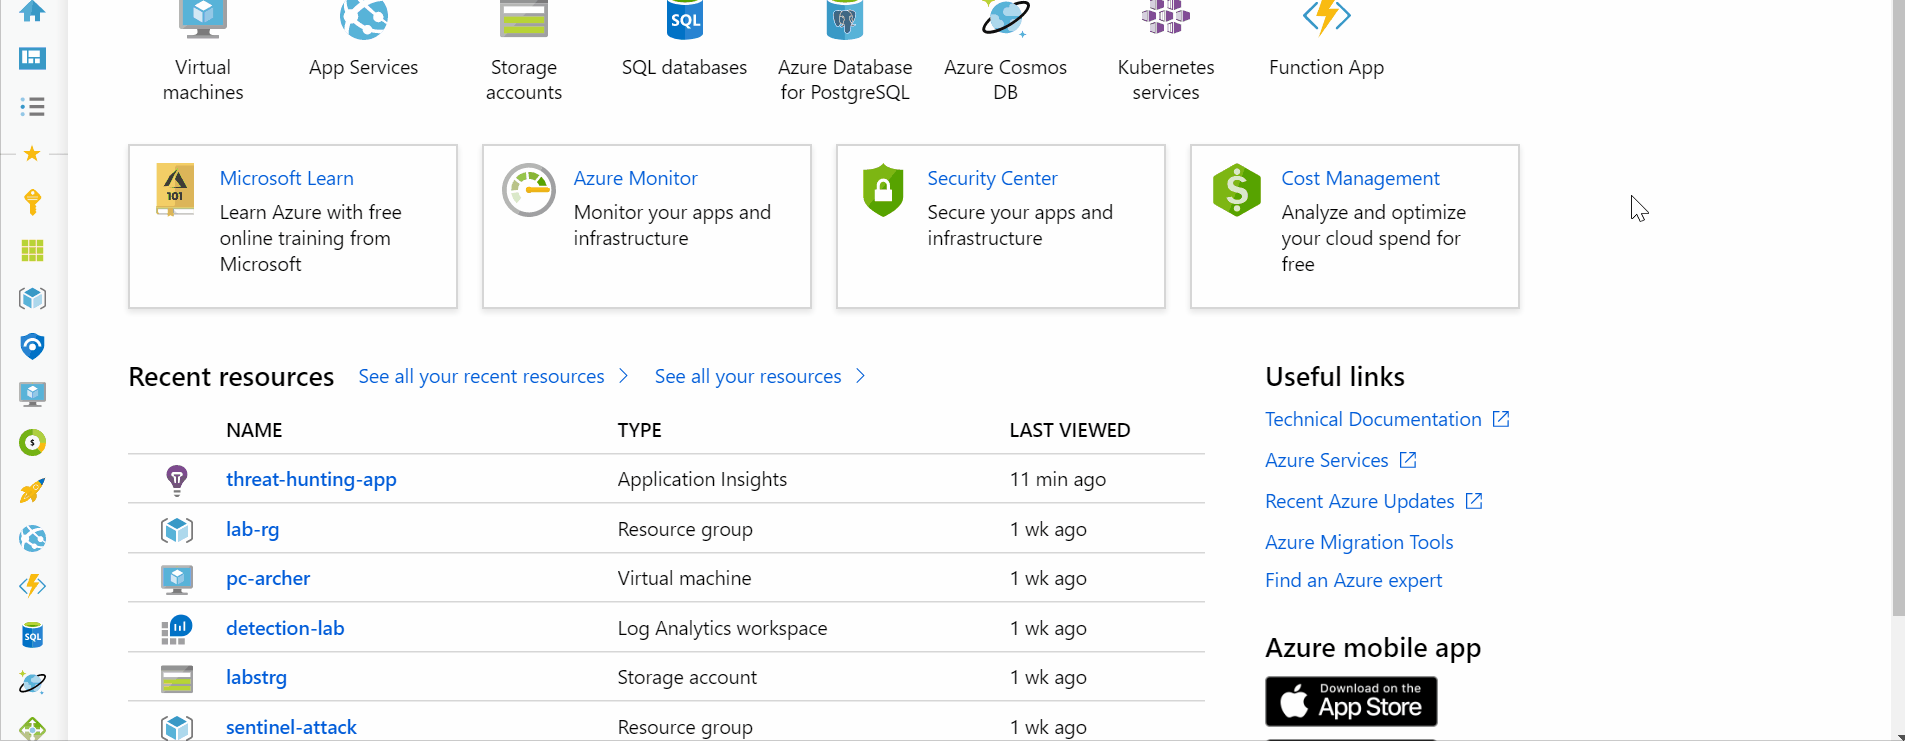 SQL
Virtual machines
App Services
Storage accounts
SQL databases
Azure Database for PostgreSQL
Azure Cosmos DB
Kubernetes services
Function App
101
Microsoft Learn
Learn Azure with free
online training from
Microsoft
Azure Monitor
Monitor your apps and
infrastructure
Security Center
Secure your apps and
infrastructure
$
Cost Management
Analyze and optimize
your cloud spend for
free
Recent resources See all your recent resources > See all your resources >
NAME TYPE LAST VIEWED
threat-hunting-app Application Insights 11 min ago
lab-rg Resource group 1 wk ago
pc-archer Virtual machine 1 wk ago
detection-lab Log Analytics workspace 1 wk ago
labstrg Storage account 1 wk ago
sentinel-attack Resource group 1 wk ago
Useful links
Technical Documentation
Azure Services
Recent Azure Updates
Azure Migration Tools
Find an Azure expert
Azure mobile app
Download on the
App Store
$
SQL